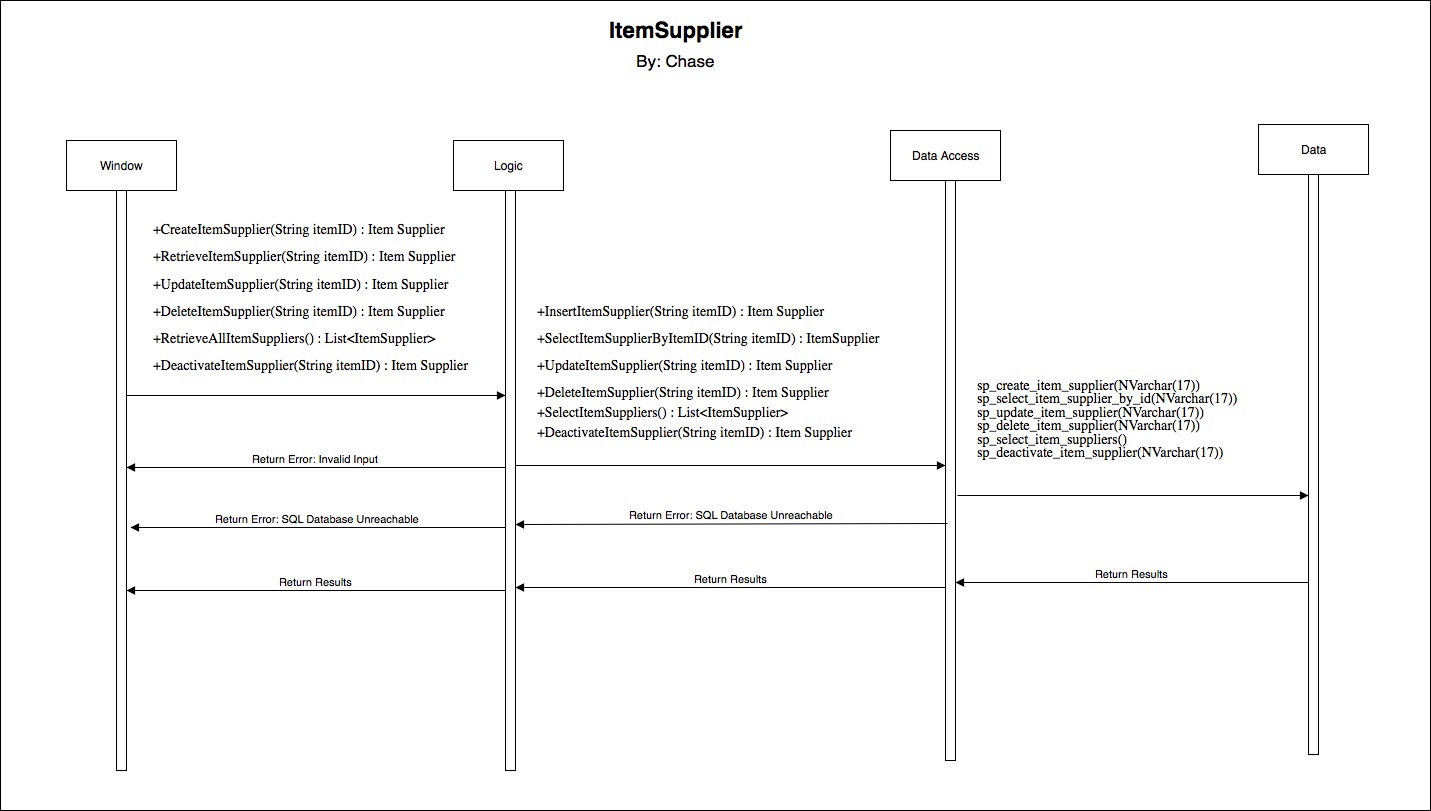 ItemSupplier
By: Chase
Window
Logic
Data Access
Data
+CreateItemSupplier(String itemID) : Item Supplier
+RetrieveItemSupplier(String itemID) : Item Supplier
+UpdateItemSupplier(String itemID) : Item Supplier
+DeleteItemSupplier(String itemID) : Item Supplier
+RetrieveAllItemSuppliers() : List<ItemSupplier>
+DeactivateItemSupplier(String itemID) : Item Supplier
+InsertItemSupplier(String itemID) : Item Supplier
+SelectItemSupplierByItemID(String itemID) : ItemSupplier
+UpdateItemSupplier(String itemID) : Item Supplier
+DeleteItemSupplier(String itemID) : Item Supplier
+SelectItemSuppliers() : List<ItemSupplier>
+DeactivateItemSupplier(String itemID) : Item Supplier
sp_create_item_supplier(NVarchar(17))
sp_select_item_supplier_by_id(NVarchar(17))
sp_update_item_supplier(NVarchar(17))
sp_delete_item_supplier(NVarchar(17))
sp_select_item_suppliers()
sp_deactivate_item_supplier(NVarchar(17))
Return Error: Invalid Input
Return Error: SQL Database Unreachable
Return Error: SQL Database Unreachable
Return Results
Return Results
Return Results